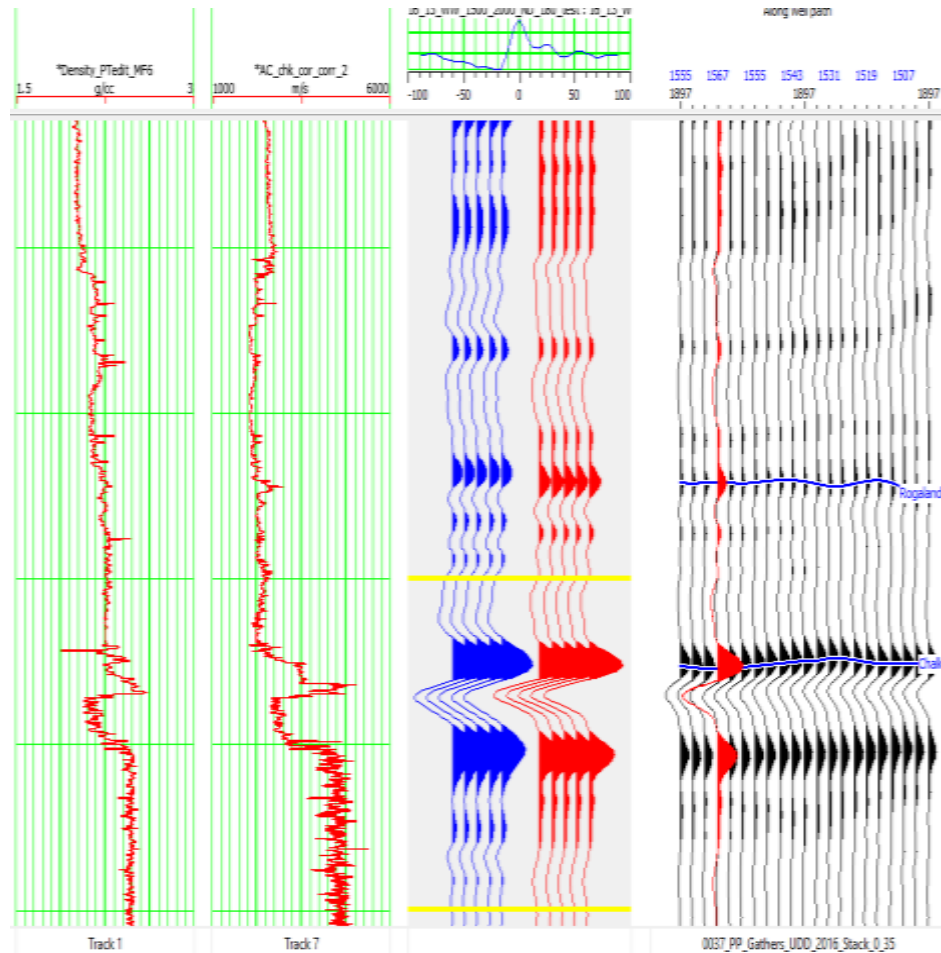 Along Well path
*Density_PTedit_MF6
1.5 g/cc 3
*AC_chk_cor_corr_2
1000 m/s 6000
-100 -50 0 50 100
1555 1567 1555 1543 1531 1519 1507
1897 1897 1897
Rogaland
Chalk
Track 1
Track 7
0037_PP_Gathers_UDD_2016_Stack_0_35